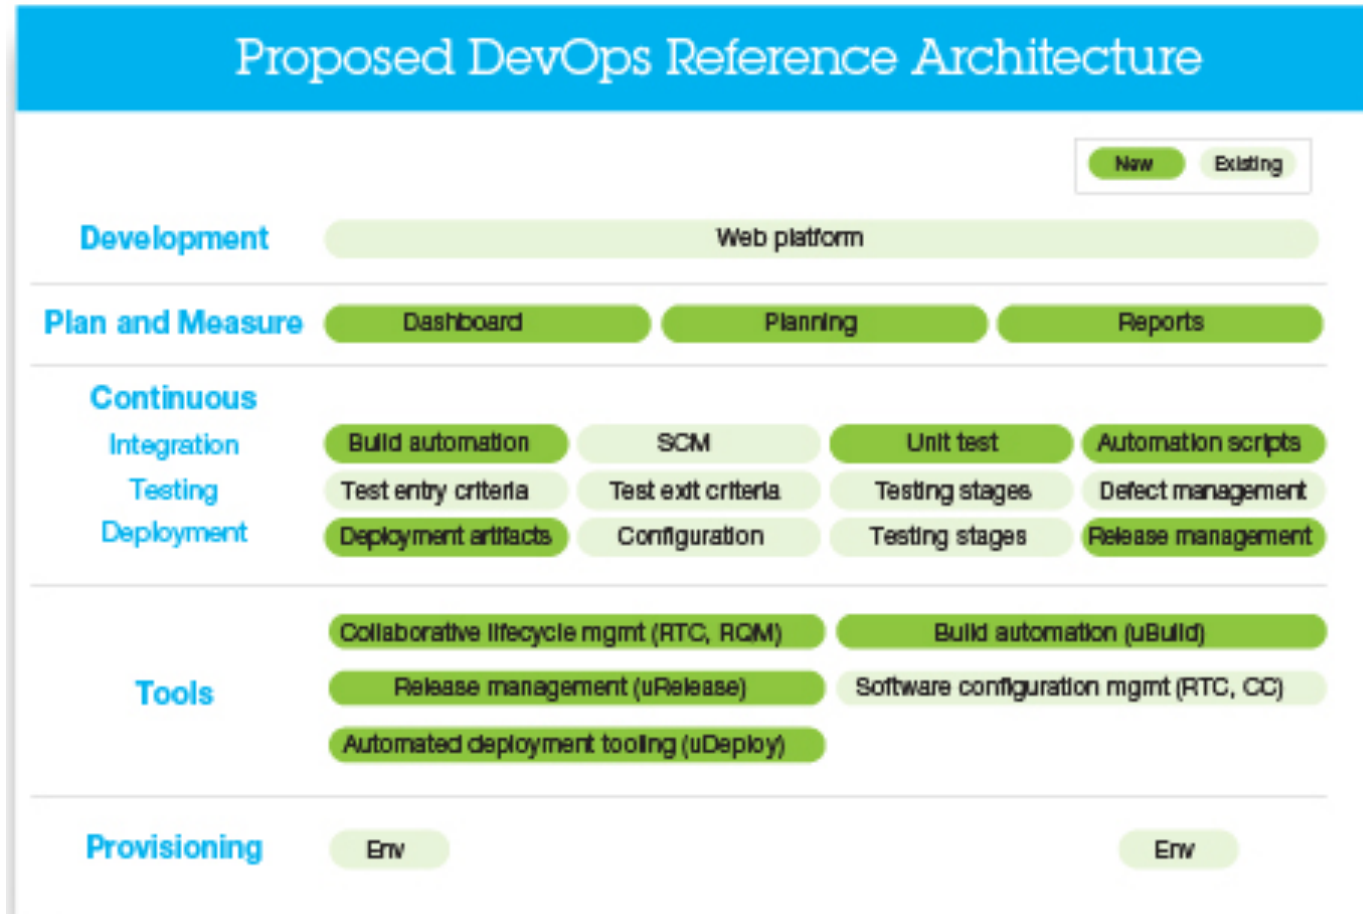 Proposed DevOps Reference Architecture
New Existing
Development Web platform
Plan and Measure Dashboard Planning Reports
Continuous
Integration Build automation SCM Unit test Automation scripts
Testing Test entry criteria Test exit criteria Testing stages Defect management
Deployment Deployment artifacts Configuration Testing stages Release management
Collaborative lifecycle mgmt (RTC, RQM) Build automation (uBuild)
Tools Release management (uRelease) Software configuration mgmt (RTC, CC)
Automated deployment tooling (uDeploy)
Provisioning Env Env